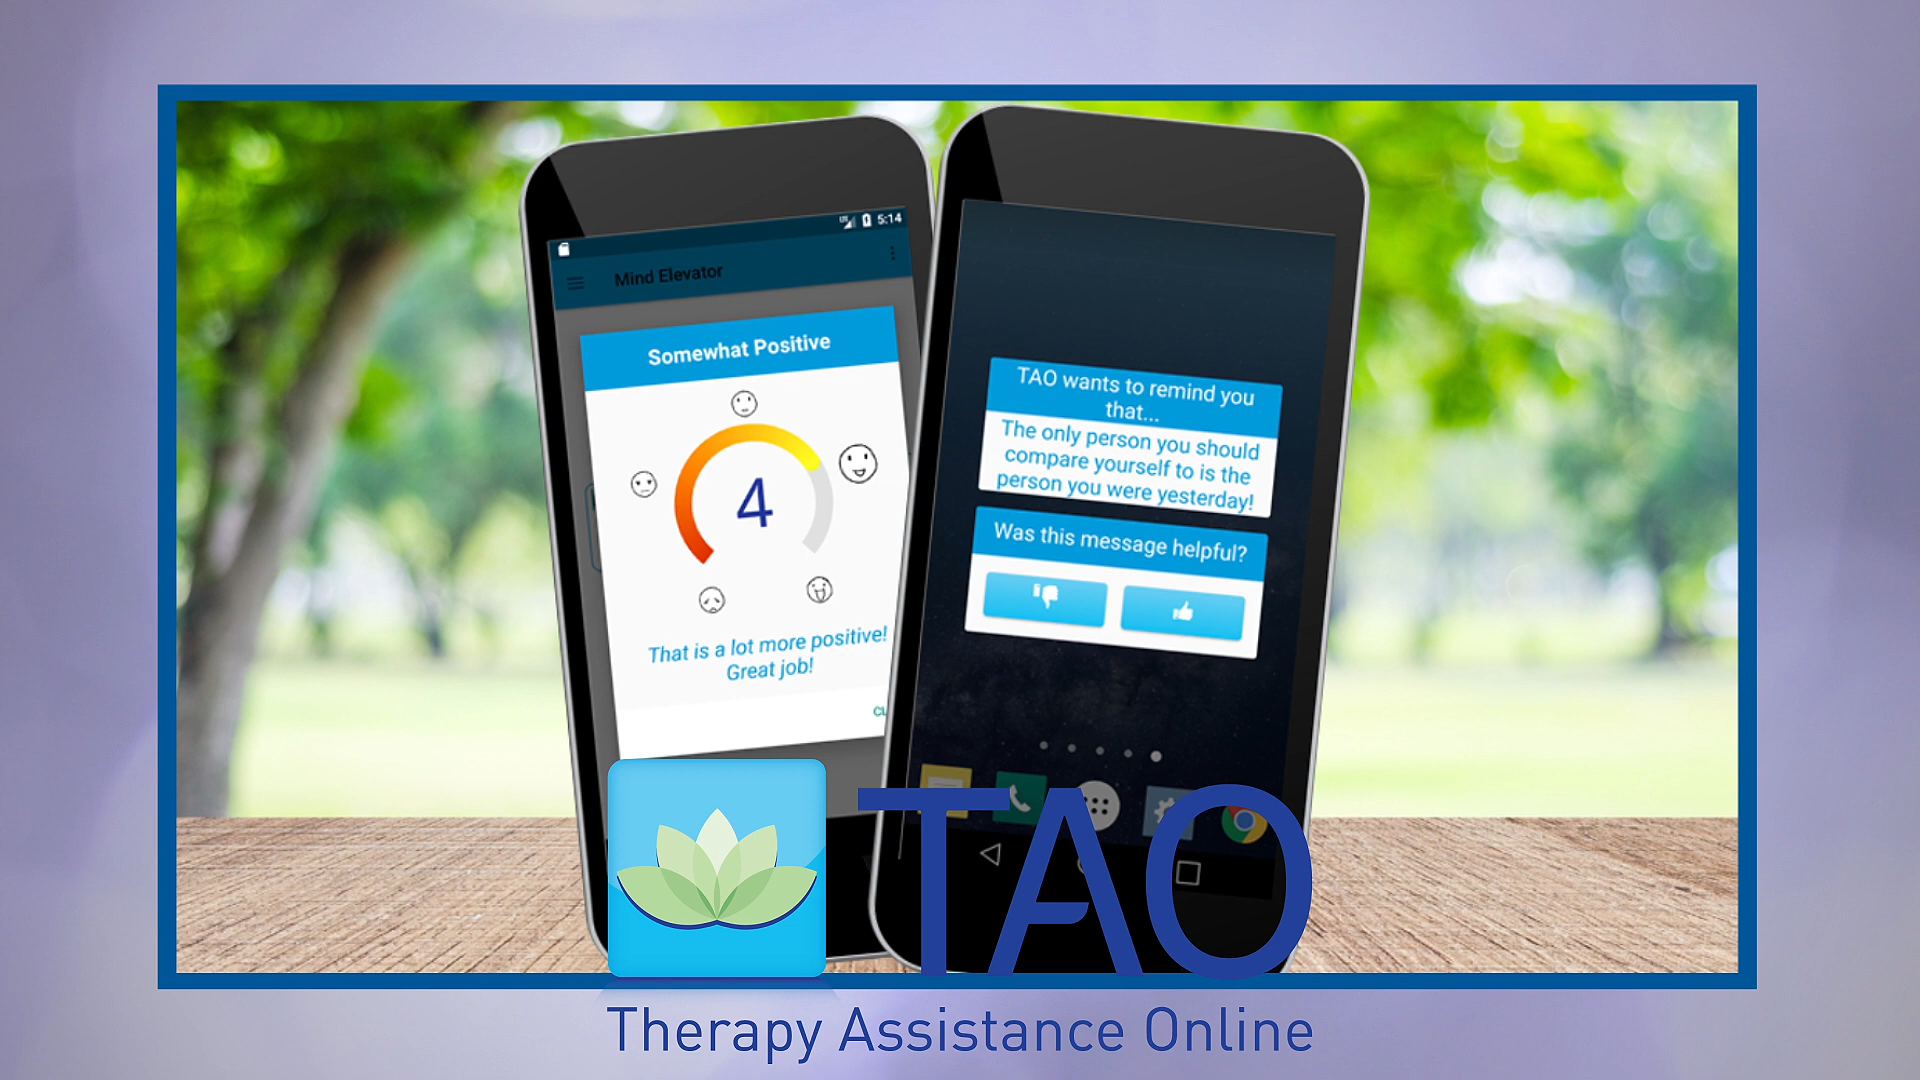 5:14
Mind Elevator
Somewhat Positive
4
That is a lot more positive!
Great job!
TAO wants to remind you
that...
The only person you should
compare yourself to is the
person you were yesterday!
Was this message helpful?
TAO
Therapy Assistance Online